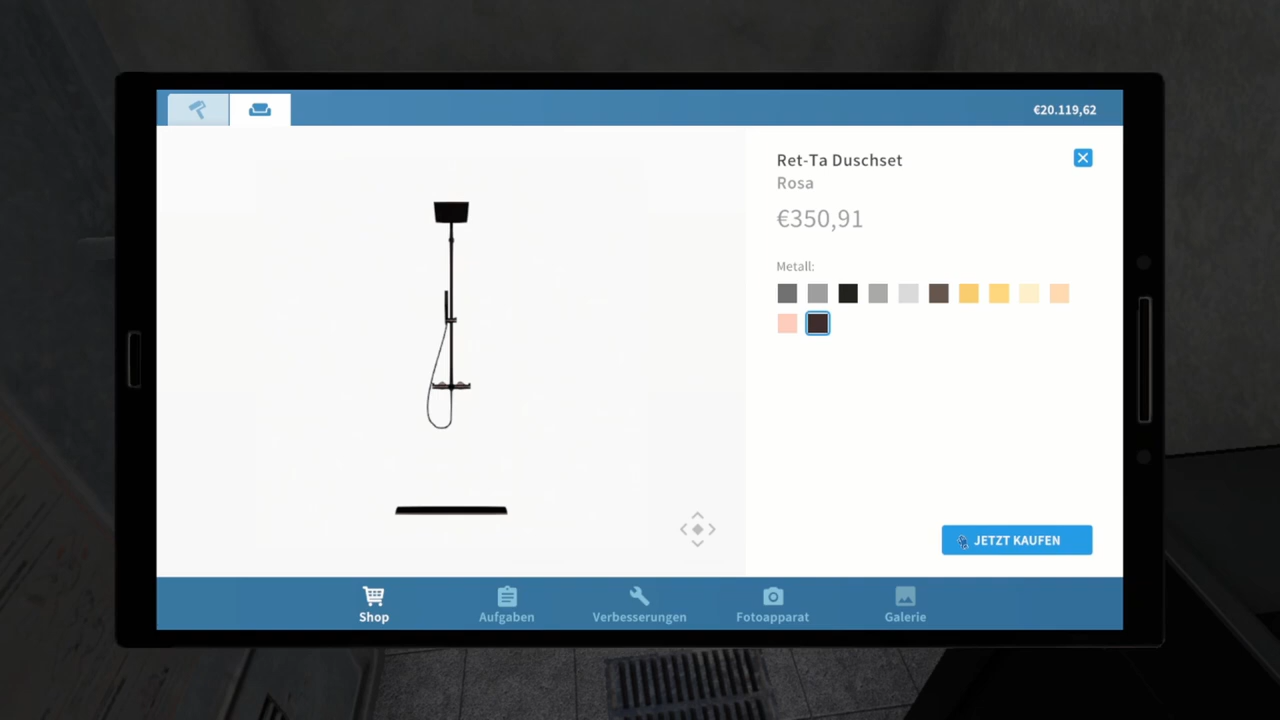 €20.119,62
Ret-Ta Duschset
Rosa
€350,91
Metall:
JETZT KAUFEN
Shop
Aufgaben
Verbesserungen
Fotoapparat
Galerie